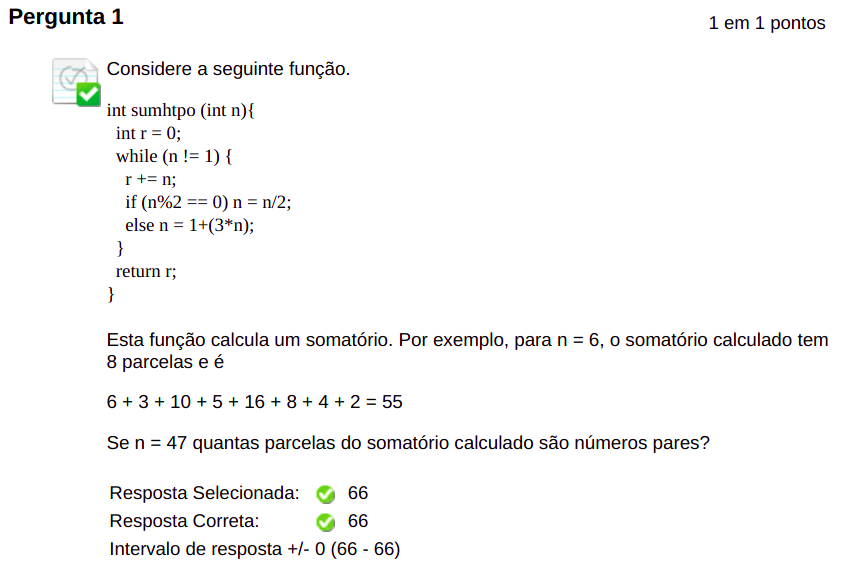 Pergunta 1
1 em 1 pontos
Considere a seguinte função.
int sumhtpo (int n){
int r = 0;
while (n != 1) {
r += n;
if (n%2 == 0) n = n/2;
else n = 1+(3*n);
}
return r;
}
Esta função calcula um somatório. Por exemplo, para n = 6, o somatório calculado tem
8 parcelas e é
6 + 3 + 10 + 5 + 16 + 8 + 4 + 2 = 55
Se n = 47 quantas parcelas do somatório calculado são números pares?
Resposta Selecionada: 66
Resposta Correta: 66
Intervalo de resposta +/- 0 (66 - 66)